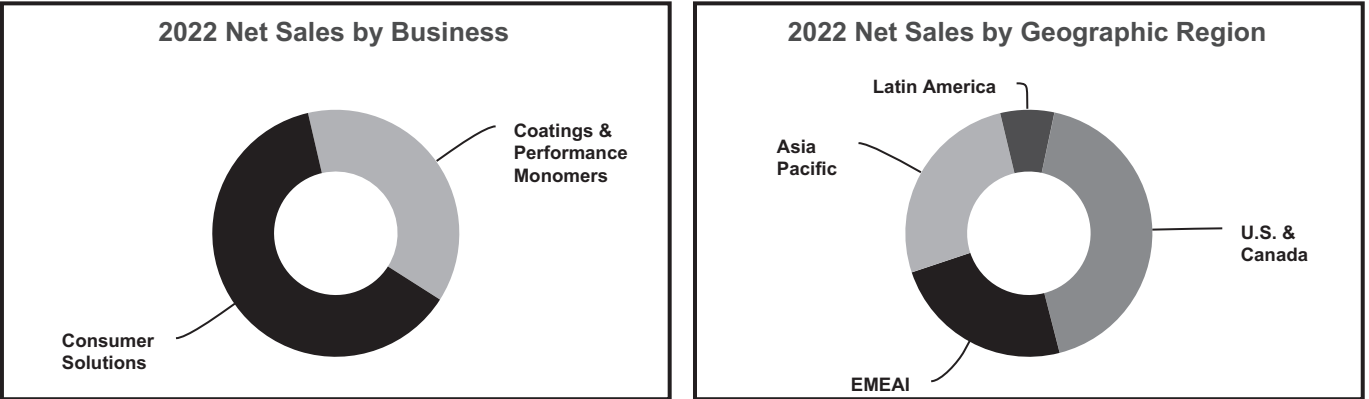 2022 Net Sales by Business
Coatings &
Performance
Monomers
Consumer
Solutions
2022 Net Sales by Geographic Region
Latin America
Asia
Pacific
U.S. &
Canada
EMEAI